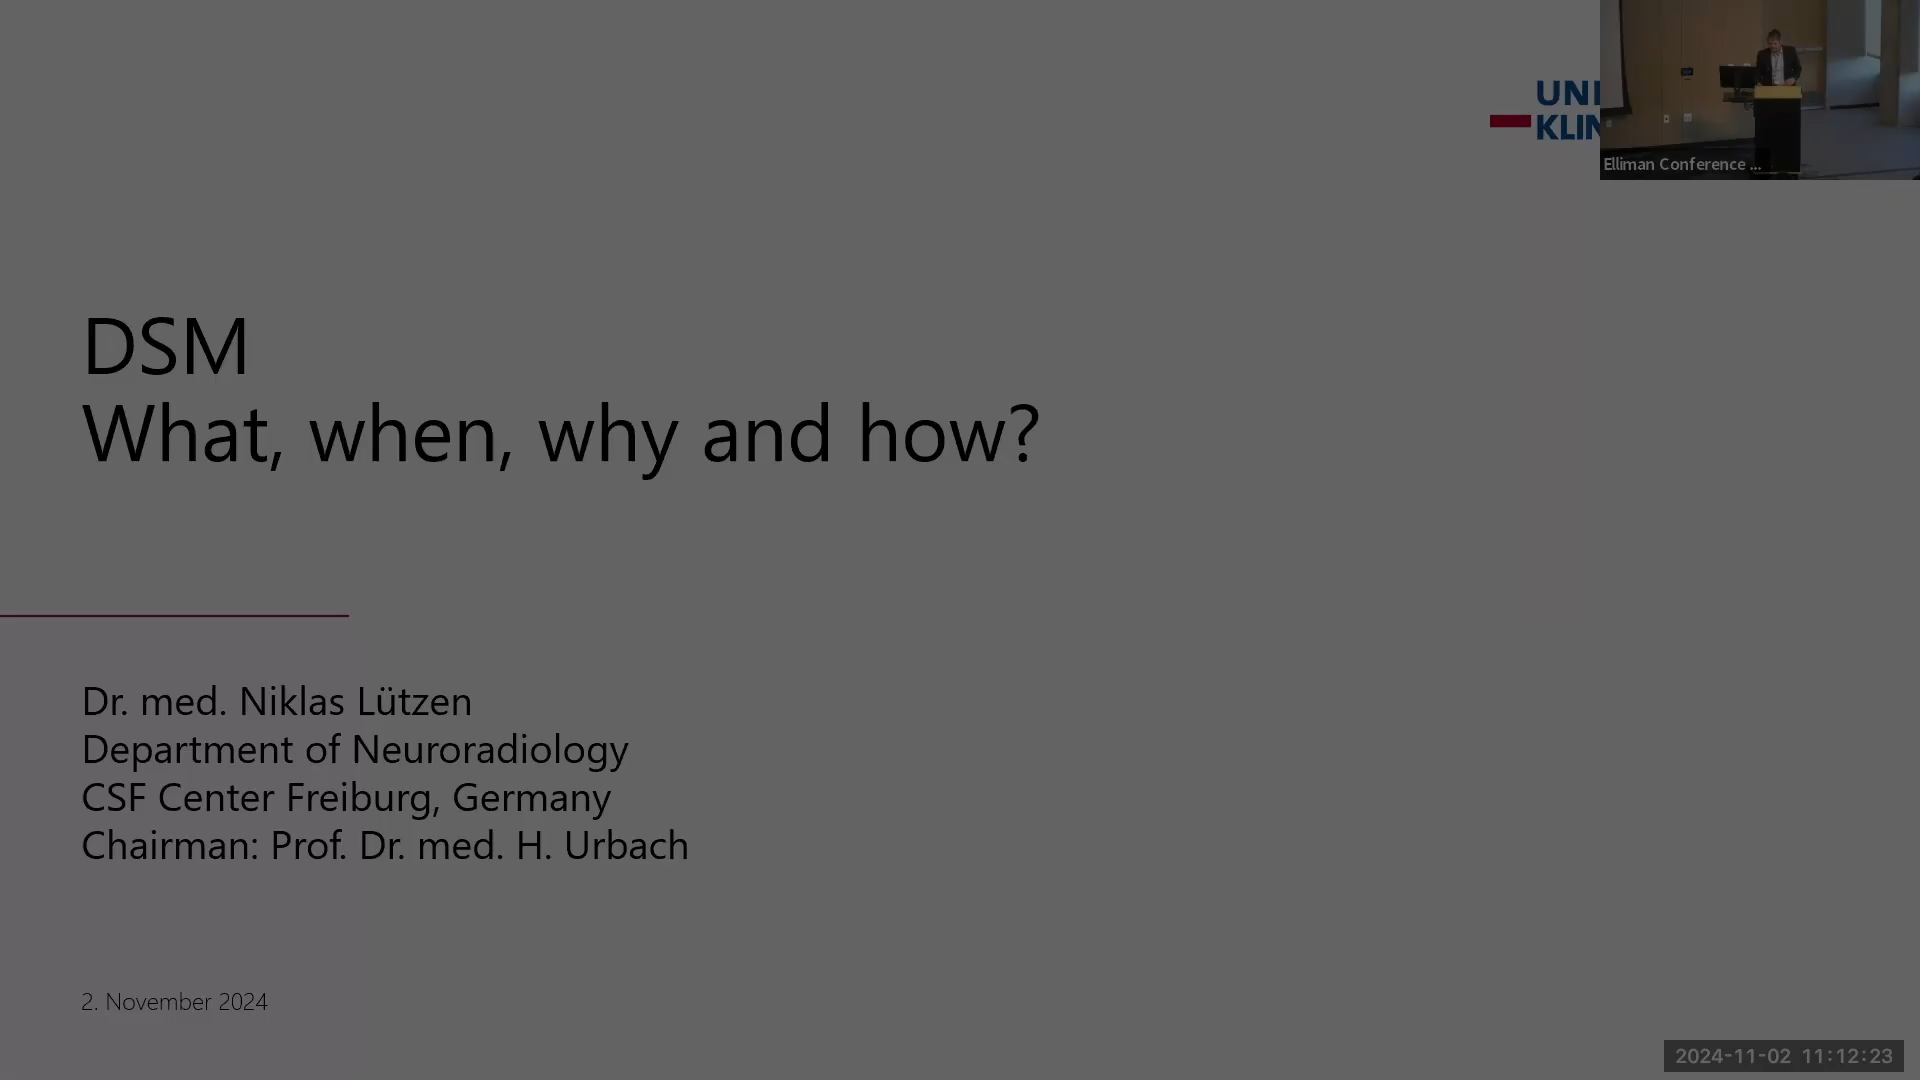 UNI
KLIN
Elliman Conference ...
DSM
What, when, why and how?
Dr. med. Niklas Lützen
Department of Neuroradiology
CSF Center Freiburg, Germany
Chairman: Prof. Dr. med. H. Urbach
2. November 2024
2024-11-02 11:12:23